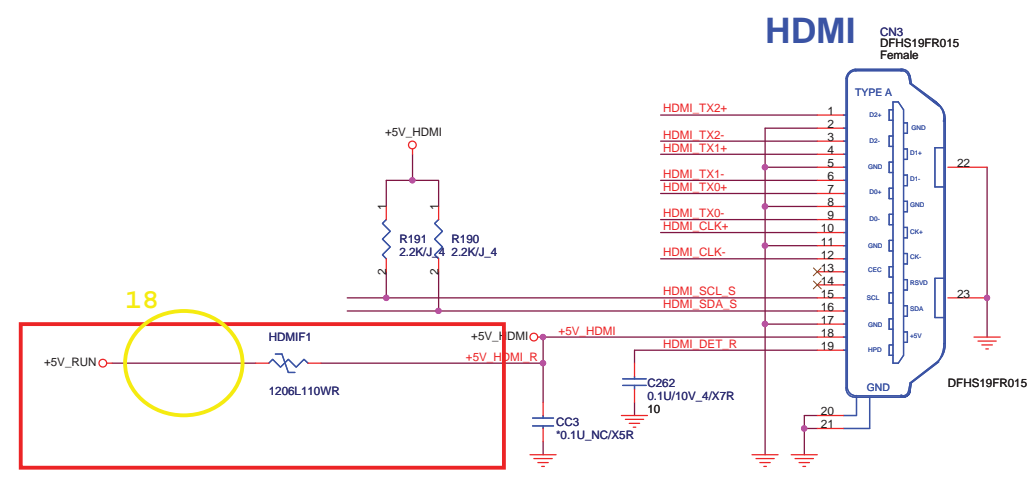 HDMI
CN3
DFHS19FR015
Female
TYPE A
+5V_HDMI
HDMI_TX2+
1
D2+
2
GND
HDMI_TX2-
3
D2-
HDMI_TX1+
4
D1+
5
GND
22
HDMI_TX1-
6
D1-
HDMI_TX0+
7
D0+
8
GND
HDMI_TX0-
9
D0-
HDMI_CLK+
10
CK+
11
GND
HDMI_CLK-
12
CK-
13
CEC
14
RSVD
HDMI_SCL_S
15
SCL
23
HDMI_SDA_S
16
SDA
17
GND
+5V_HDMI
+5V_HDMI
18
+5V
HDMI_DET_R
19
HPD
1
1
R191
2.2K/J_4
R190
2.2K/J_4
2
2
18
HDMIF1
+5V_RUN
+5V_HDMI_R
1206L110WR
C262
0.1U/10V_4/X7R
10
CC3
*0.1U_NC/X5R
GND
DFHS19FR015
20
21